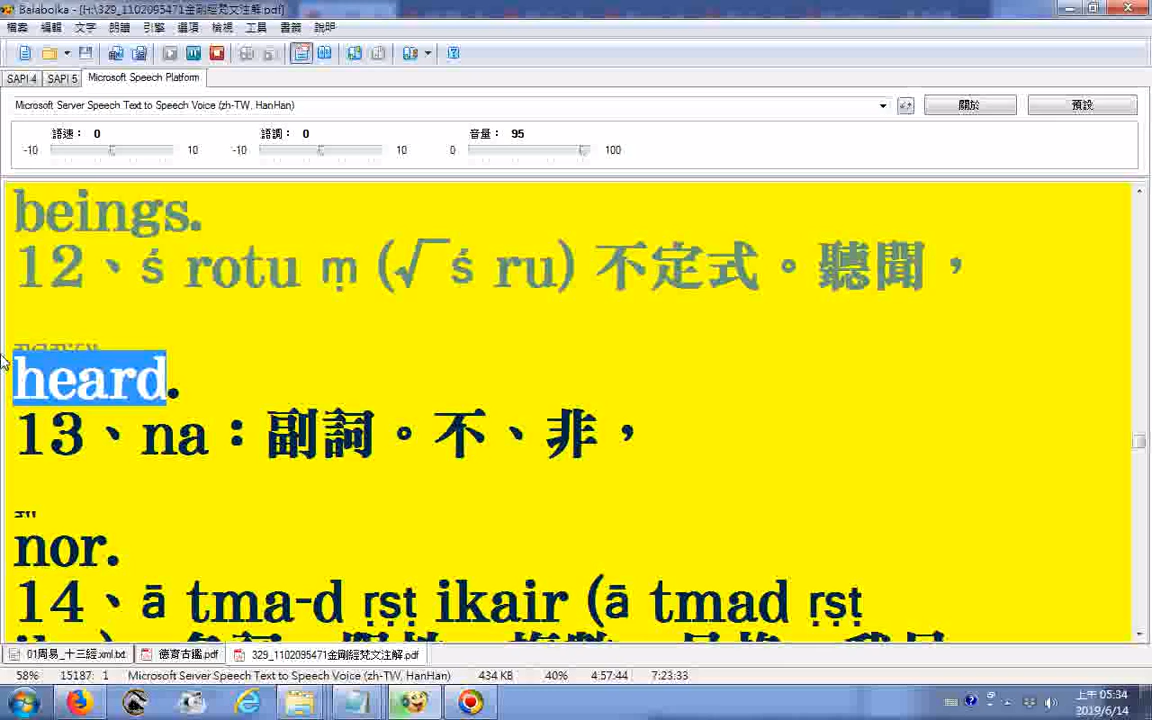 Balabolka - [H:\329_1102095471金剛經梵文注解.pdf]
檔案 編輯 文字 朗讀 引擎 選項 檢視 工具 書籤 說明
SAPI 4 SAPI 5 Microsoft Speech Platform
Microsoft Server Speech Text to Speech Voice (zh-TW, HanHan) 關於 預設
語速： 0 語調： 0 音量： 95
-10 10 -10 10 0 100
beings.
12、ś rotu ṃ (√ ś ru) 不定式。聽聞，
heard.
13、na：副詞。不、非，
nor.
14、ā tma-d ṛṣṭ ikair (ā tmad ṛṣṭ
01周易_十三經.xml.txt 德育古鑑.pdf 329_1102095471金剛經梵文注解.pdf
58% 15187: 1 Microsoft Server Speech Text to Speech Voice (zh-TW, HanHan) 434 KB 40% 4:57:44 7:23:33
上午 05:34
2019/6/14